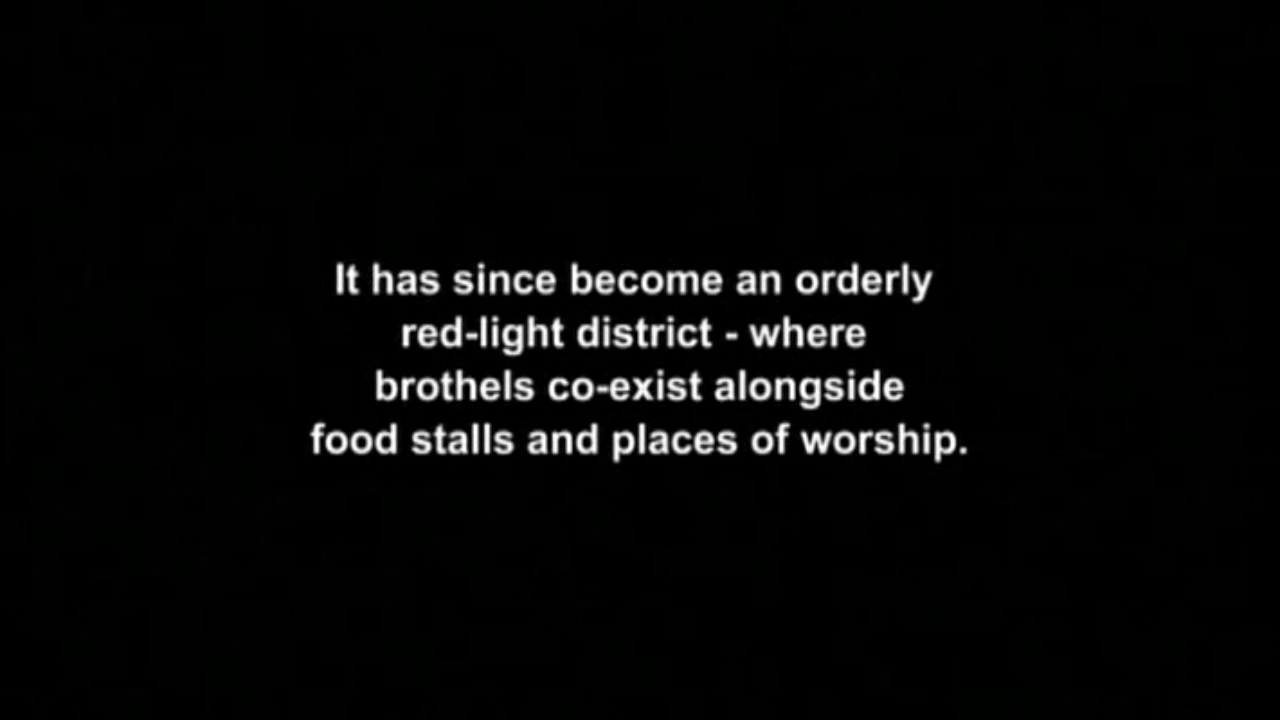 It has since become an orderly
red-light district - where
brothels co-exist alongside
food stalls and places of worship.